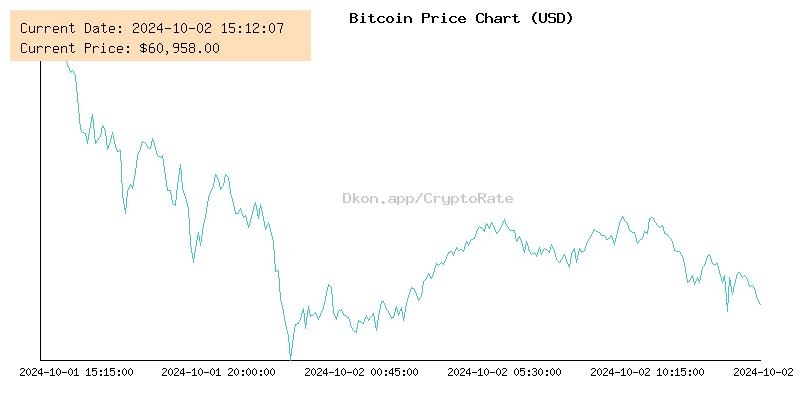 Bitcoin Price Chart (USD)
Current Date: 2024-10-02 15:12:07
Current Price: $60,958.00
Dkon.app/CryptoRate
2024-10-01 15:15:00 2024-10-01 20:00:00 2024-10-02 00:45:00 2024-10-02 05:30:00 2024-10-02 10:15:00 2024-10-02